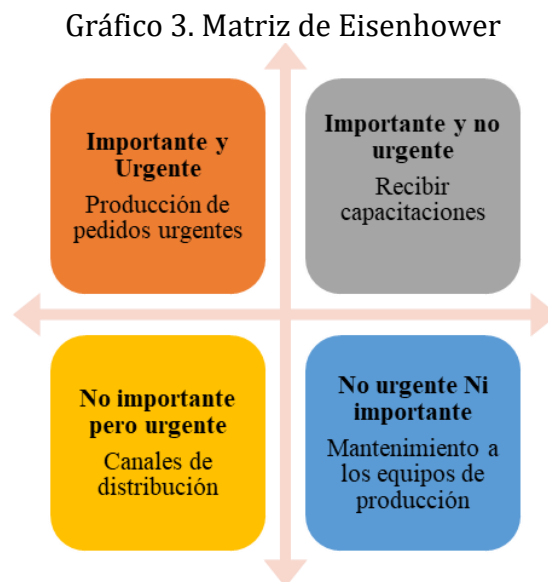 Gráfico 3. Matriz de Eisenhower
Importante y
Urgente
Producción de
pedidos urgentes
Importante y no
urgente
Recibir
capacitaciones
No importante
pero urgente
Canales de
distribución
No urgente Ni
importante
Mantenimiento a
los equipos de
producción